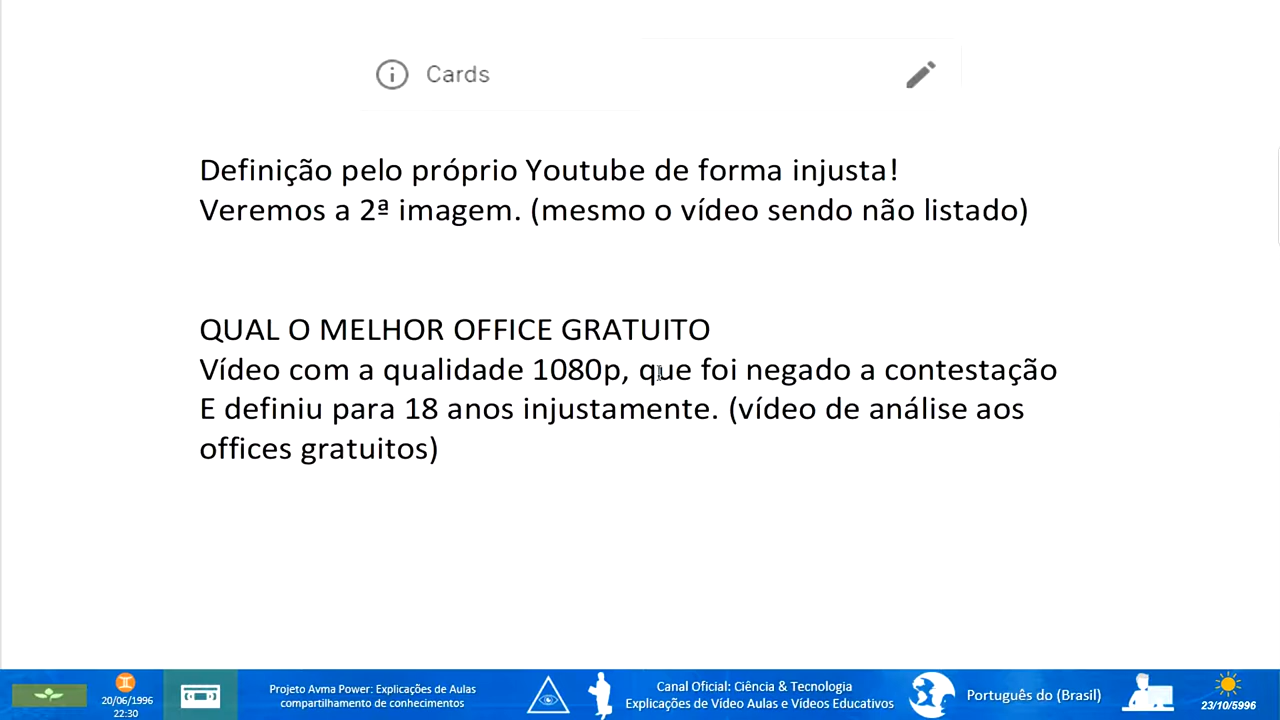 Cards
Definição pelo próprio Youtube de forma injusta!
Veremos a 2ª imagem. (mesmo o vídeo sendo não listado)
QUAL O MELHOR OFFICE GRATUITO
Vídeo com a qualidade 1080p, que foi negado a contestação
E definiu para 18 anos injustamente. (vídeo de análise aos
offices gratuitos)
20/06/1996
22:30
Projeto Avma Power: Explicações de Aulas
compartilhamento de conhecimentos
Canal Oficial: Ciência & Tecnologia
Explicações de Vídeo Aulas e Vídeos Educativos
Português do (Brasil)
23/10/5996